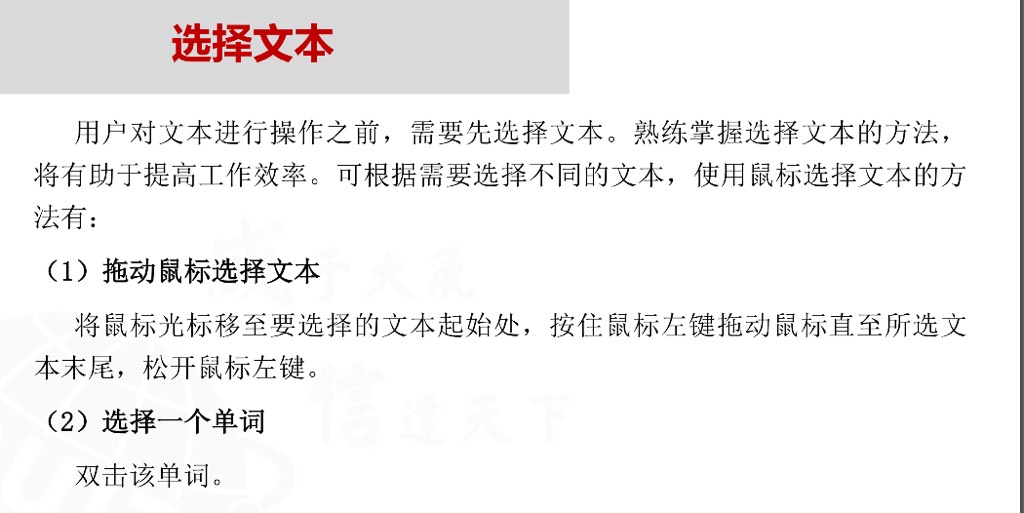 选择文本
用户对文本进行操作之前，需要先选择文本。熟练掌握选择文本的方法，
将有助于提高工作效率。可根据需要选择不同的文本，使用鼠标选择文本的方
法有：
（1）拖动鼠标选择文本
将鼠标光标移至要选择的文本起始处，按住鼠标左键拖动鼠标直至所选文
本末尾，松开鼠标左键。
（2）选择一个单词
双击该单词。